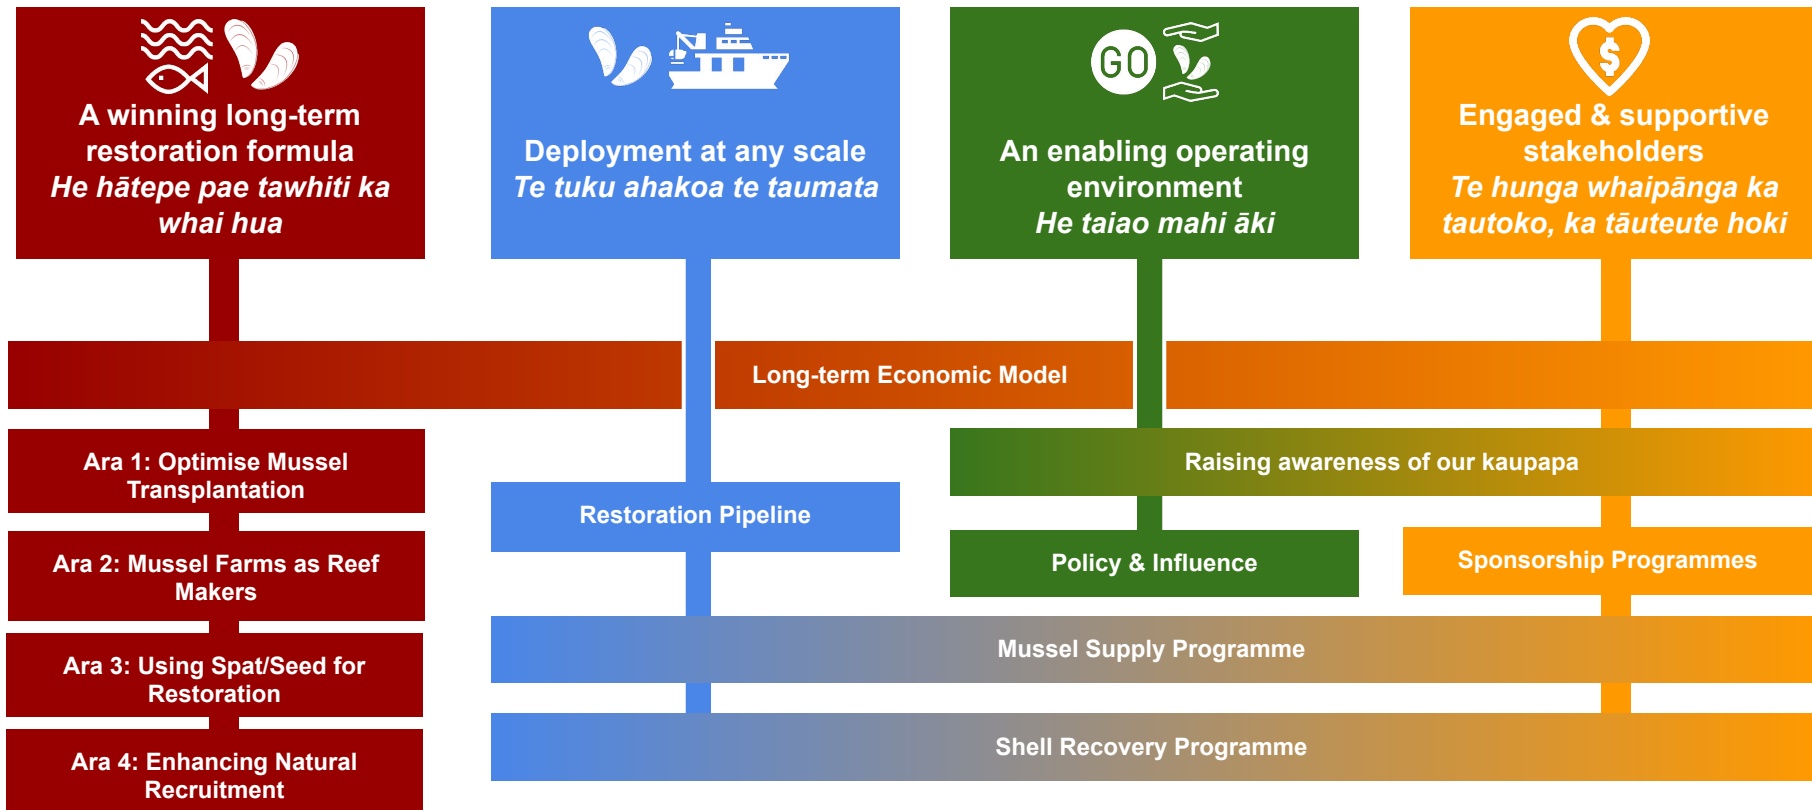 A winning long-term
restoration formula
He hātepe pae tawhiti ka
whai hua
Deployment at any scale
Te tuku ahakoa te taumata
GO
An enabling operating
environment
He taiao mahi āki
$
Engaged & supportive
stakeholders
Te hunga whaipānga ka
tautoko, ka tāuteute hoki
Long-term Economic Model
Ara 1: Optimise Mussel
Transplantation
Raising awareness of our kaupapa
Restoration Pipeline
Ara 2: Mussel Farms as Reef
Makers
Policy & Influence
Sponsorship Programmes
Mussel Supply Programme
Ara 3: Using Spat/Seed for
Restoration
Shell Recovery Programme
Ara 4: Enhancing Natural
Recruitment